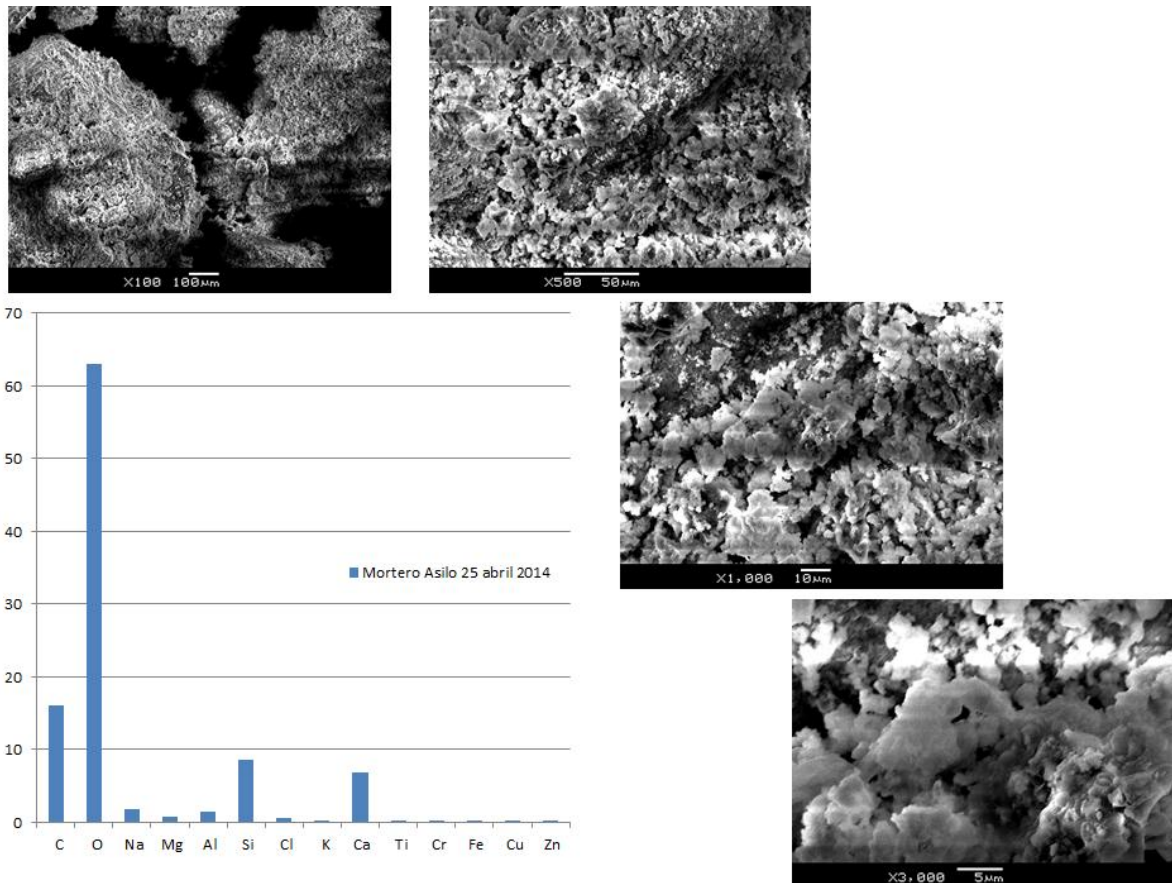 X100 100μm
X500 50μm
70
60
50
40
30
20
10
0
C O Na Mg Al Si Cl K Ca Ti Cr Fe Cu Zn
Mortero Asilo 25 abril 2014
X1,000 10μm
X3,000 5μm